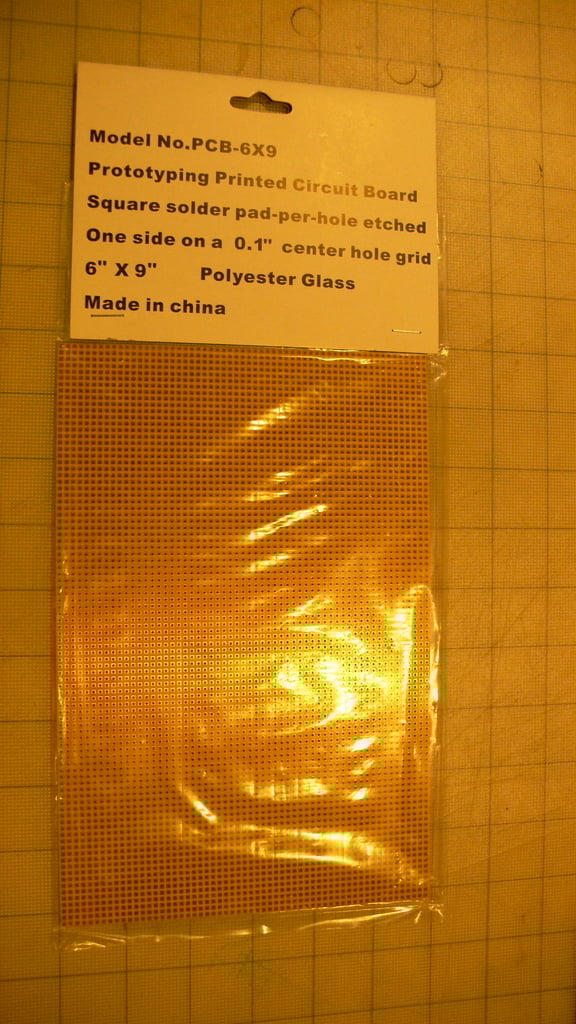 Model No.PCB-6X9
Prototyping Printed Circuit Board
Square solder pad-per-hole etched
One side on a 0.1" center hole grid
6" X 9" Polyester Glass
Made in china